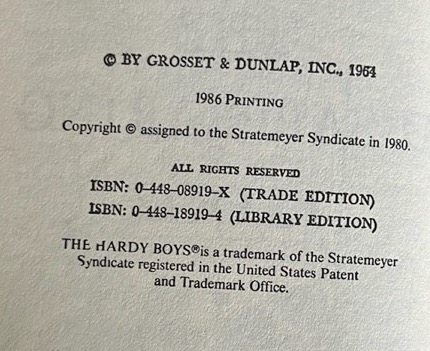 © BY GROSSET & DUNLAP, INC., 1964
1986 PRINTING
Copyright © assigned to the Stratemeyer Syndicate in 1980.
ALL RIGHTS RESERVED
ISBN: 0-448-08919-X (TRADE EDITION)
ISBN: 0-448-18919-4 (LIBRARY EDITION)
THE HARDY BOYS®is a trademark of the Stratemeyer
Syndicate registered in the United States Patent
and Trademark Office.